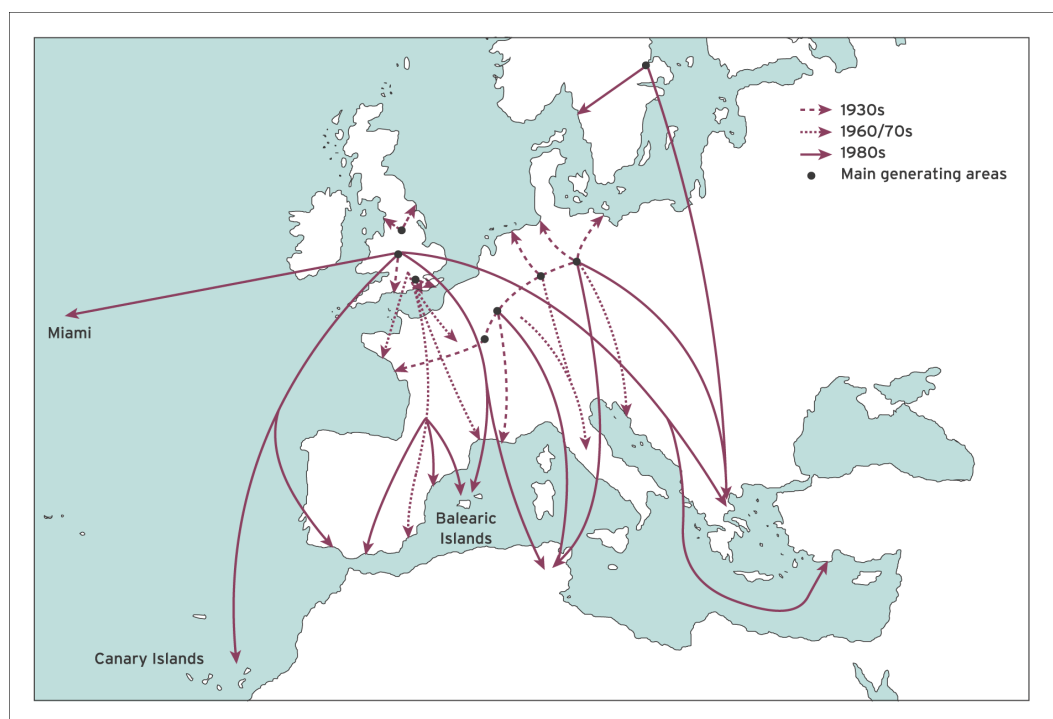 1930s
1960/70s
1980s
Main generating areas
Miami
Balearic
Islands
Canary Islands